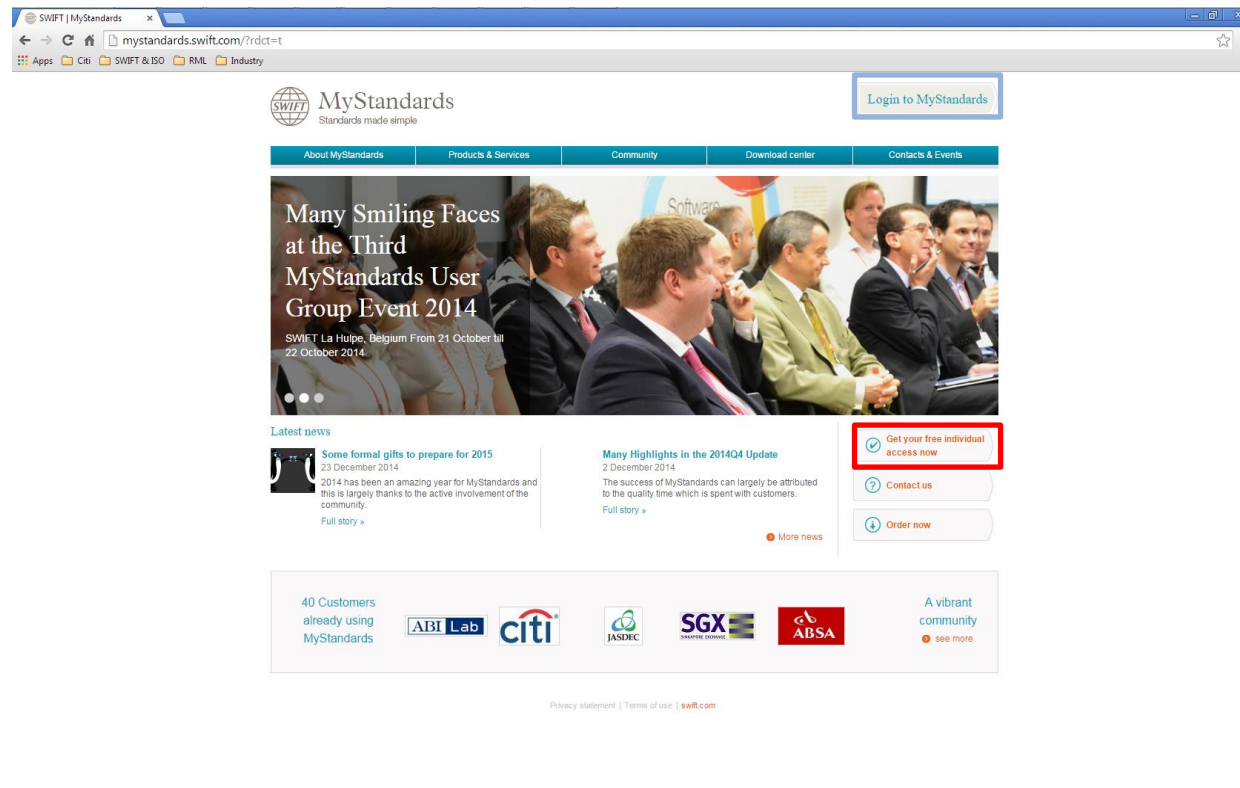 SWIFT | MyStandards
mystandards.swift.com/?rdct=t
Apps Citi SWIFT & ISO RML Industry
SWIFT
MyStandards
Standards made simple
Login to MyStandards
About MyStandards Products & Services Community Download center Contacts & Events
Many Smiling Faces
at the Third
MyStandards User
Group Event 2014
SWIFT La Hulpe, Belgium From 21 October till
22 October 2014
Software
Latest news
Some formal gifts to prepare for 2015
23 December 2014
2014 has been an amazing year for MyStandards and
this is largely thanks to the active involvement of the
community.
Full story »
Many Highlights in the 2014Q4 Update
2 December 2014
The success of MyStandards can largely be attributed
to the quality time which is spent with customers.
Full story »
More news
Get your free individual
access now
Contact us
Order now
40 Customers
already using
MyStandards
ABI Lab
citi
JASDEC
SGX
SINGAPORE EXCHANGE
ABSA
A vibrant
community
see more
Privacy statement | Terms of use | swift.com